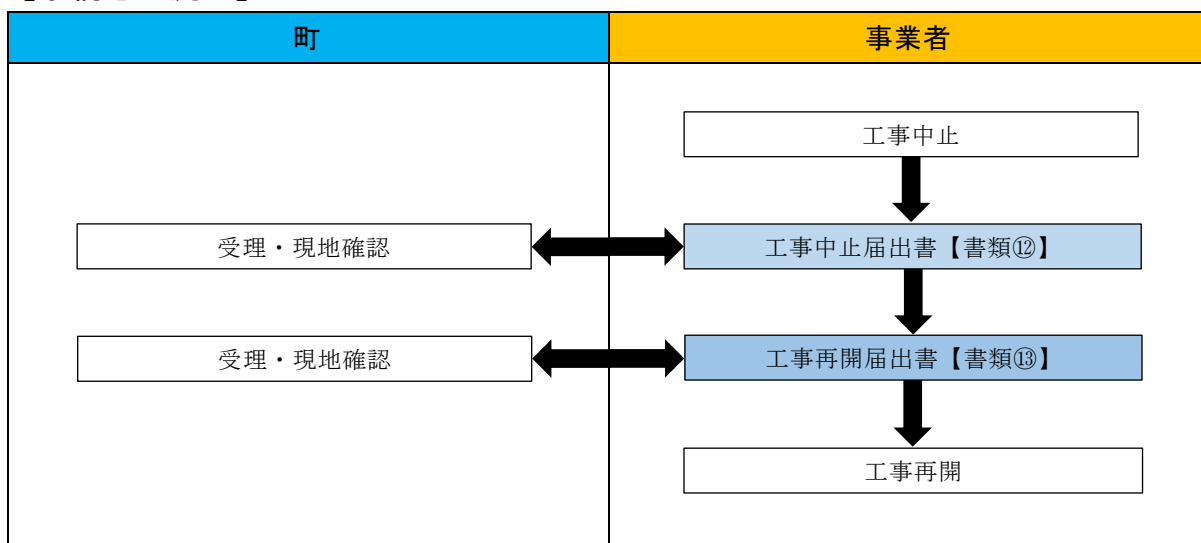 町
事業者
工事中止
受理・現地確認
工事中止届出書【書類⑫】
受理・現地確認
工事再開届出書【書類⑬】
工事再開